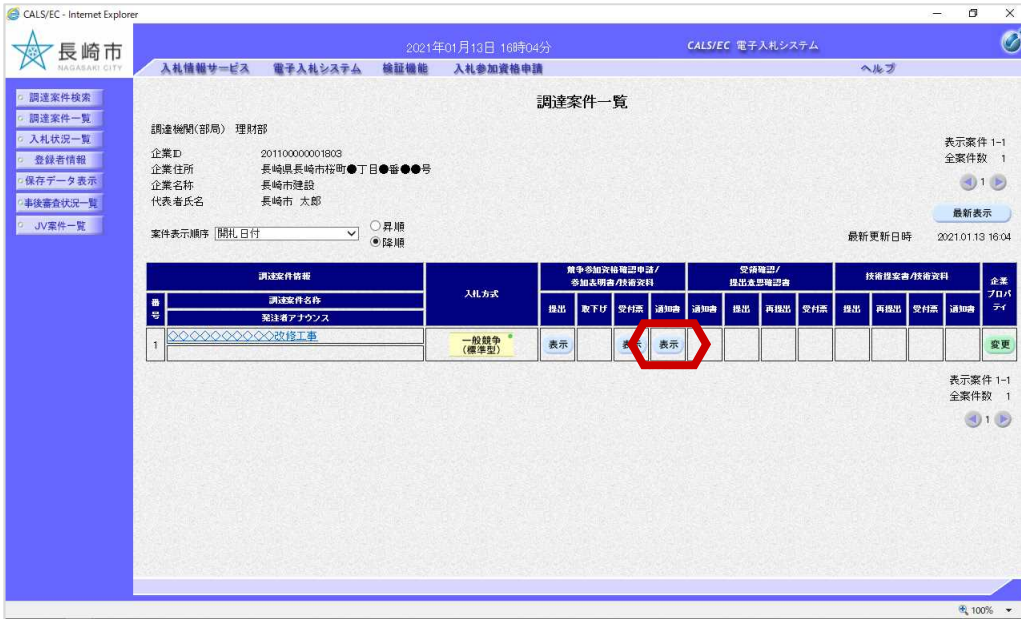 CALS/EC - Internet Explorer
長崎市
NAGASAKI CITY
2021年01月13日 16時04分
CALS/EC 電子入札システム
入札情報サービス 電子入札システム 検証機能 入札参加資格申請 ヘルプ
調達案件検索
調達案件一覧
入札状況一覧
登録者情報
保存データ表示
事後審査状況一覧
JV案件一覧
調達案件一覧
調達機関(部局) 理財部
企業ID 201100000001803
企業住所 長崎県長崎市桜町●丁目●番●●号
企業名称 長崎市建設
代表者氏名 長崎市 太郎
表示案件 1-1
全案件数 1
1
案件表示順序 開札日付
昇順
降順
最新表示
最新更新日時 2021.01.13 16:04
調達案件情報 入札方式 競争参加資格確認申請/参加表明書/技術資料 受領確認/提出意思確認書 技術提案書/技術資料 企業プロパティ
番号 調達案件名称 発注者アナウンス 提出 取下げ 受付票 通知書 通知書 提出 再提出 受付票 提出 再提出 受付票 通知書
1 ◇◇◇◇◇◇◇◇◇◇改修工事 一般競争(標準型) 表示 表示 表示 変更
表示案件 1-1
全案件数 1
1
100%